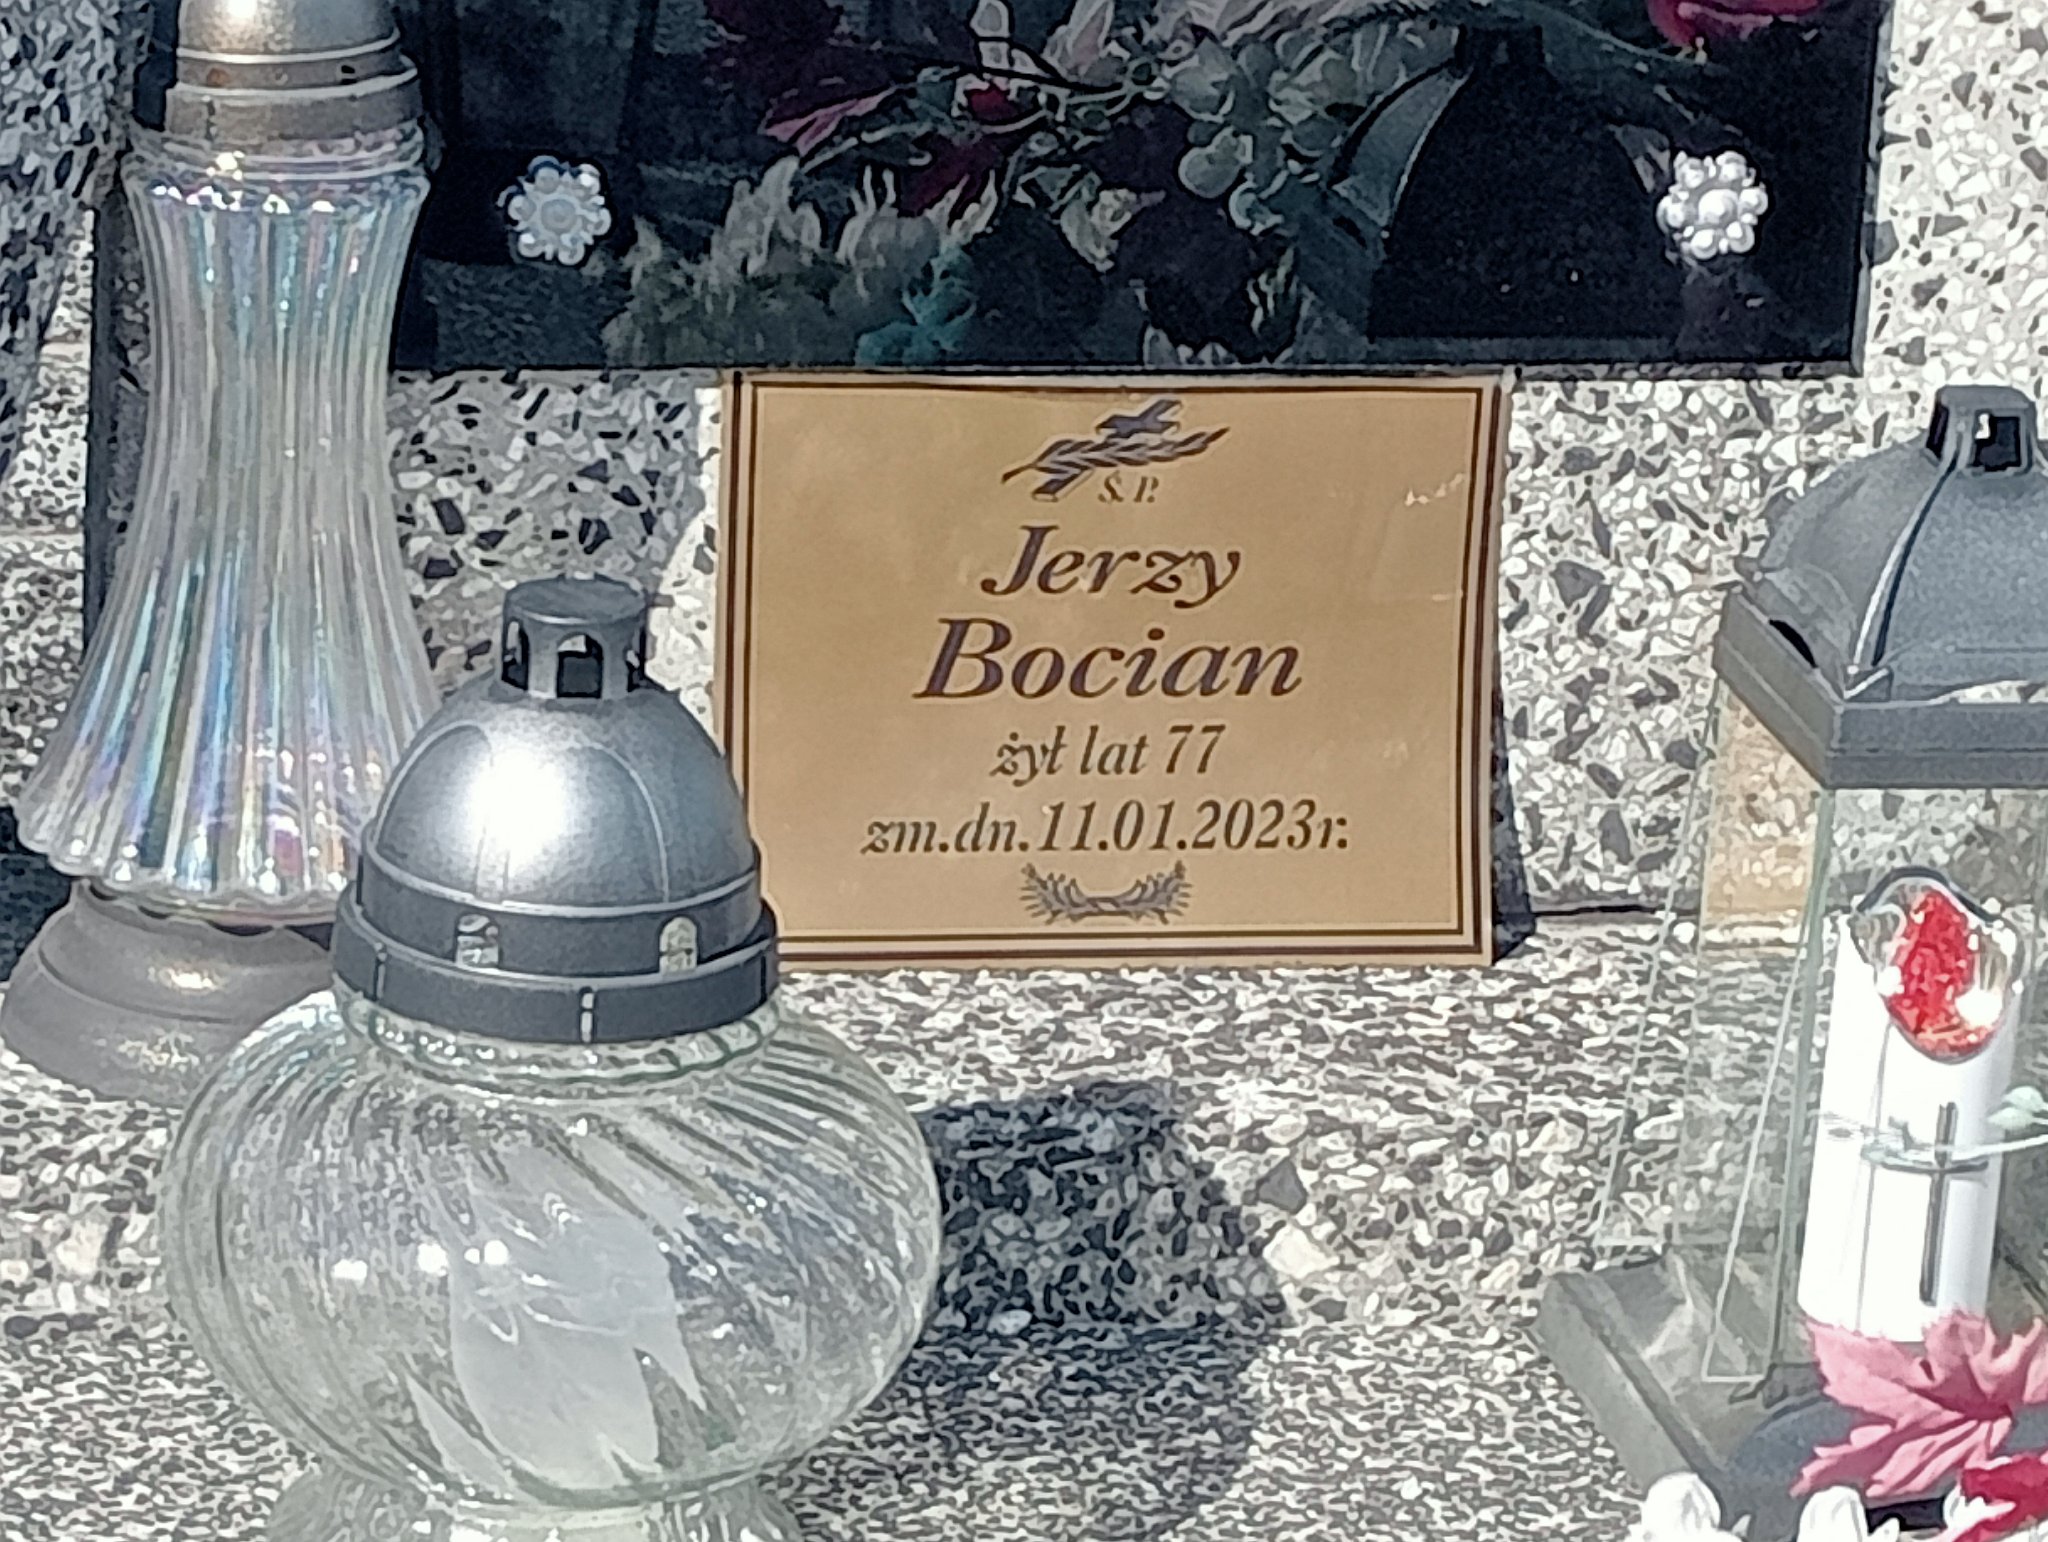 Ś. P.
Jerzy
Bocian
żył lat 77
zm.dn.11.01.2023r.